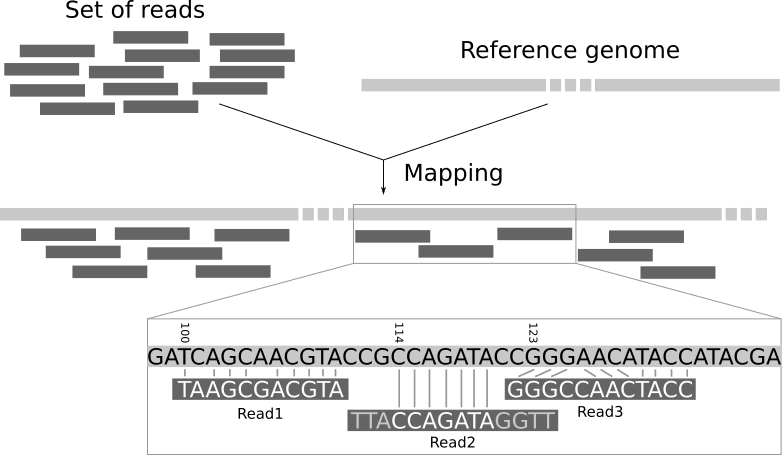 Set of reads
Reference genome
Mapping
100
114
123
GATCAGCAACGTACCGCCAGATACCGGGAACATACCATACGA
TAAGCGACGTA
GGGCCAACTACC
Read1
Read3
TTACCAGATAGGTT
Read2